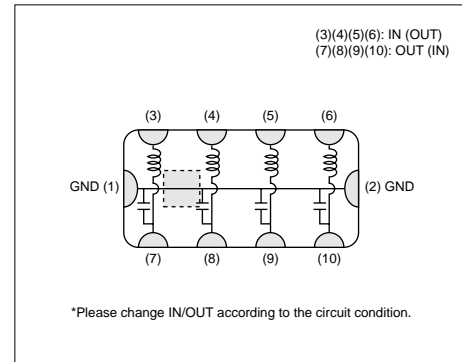 (3)(4)(5)(6): IN (OUT)
(7)(8)(9)(10): OUT (IN)
(3) (4) (5) (6)
GND (1) (2) GND
(7) (8) (9) (10)
*Please change IN/OUT according to the circuit condition.